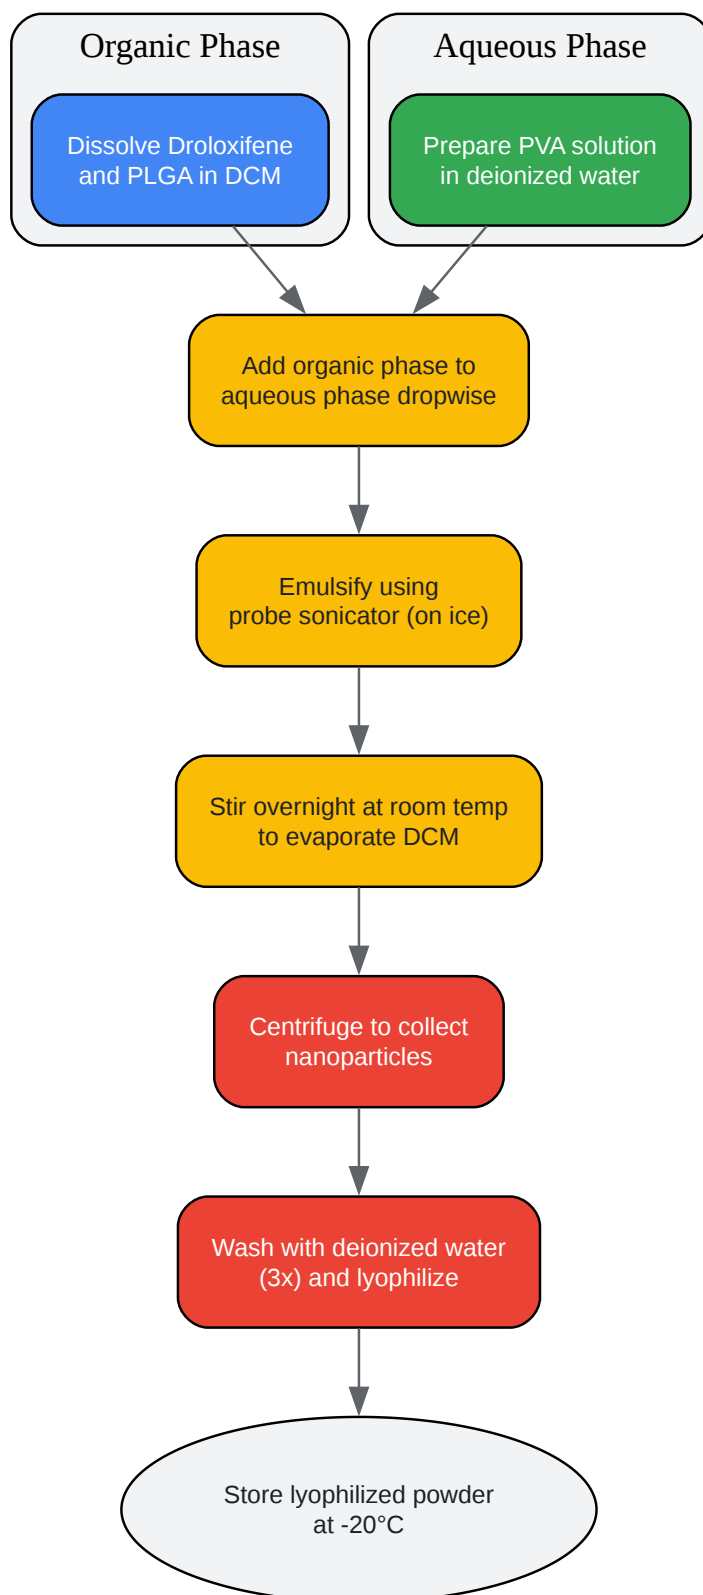 Organic Phase
Aqueous Phase
Dissolve Droloxifene
and PLGA in DCM
Prepare PVA solution
in deionized water
Add organic phase to
aqueous phase dropwise
Emulsify using
probe sonicator (on ice)
Stir overnight at room temp
to evaporate DCM
Centrifuge to collect
nanoparticles
Wash with deionized water
(3x) and lyophilize
Store lyophilized powder
at -20°C